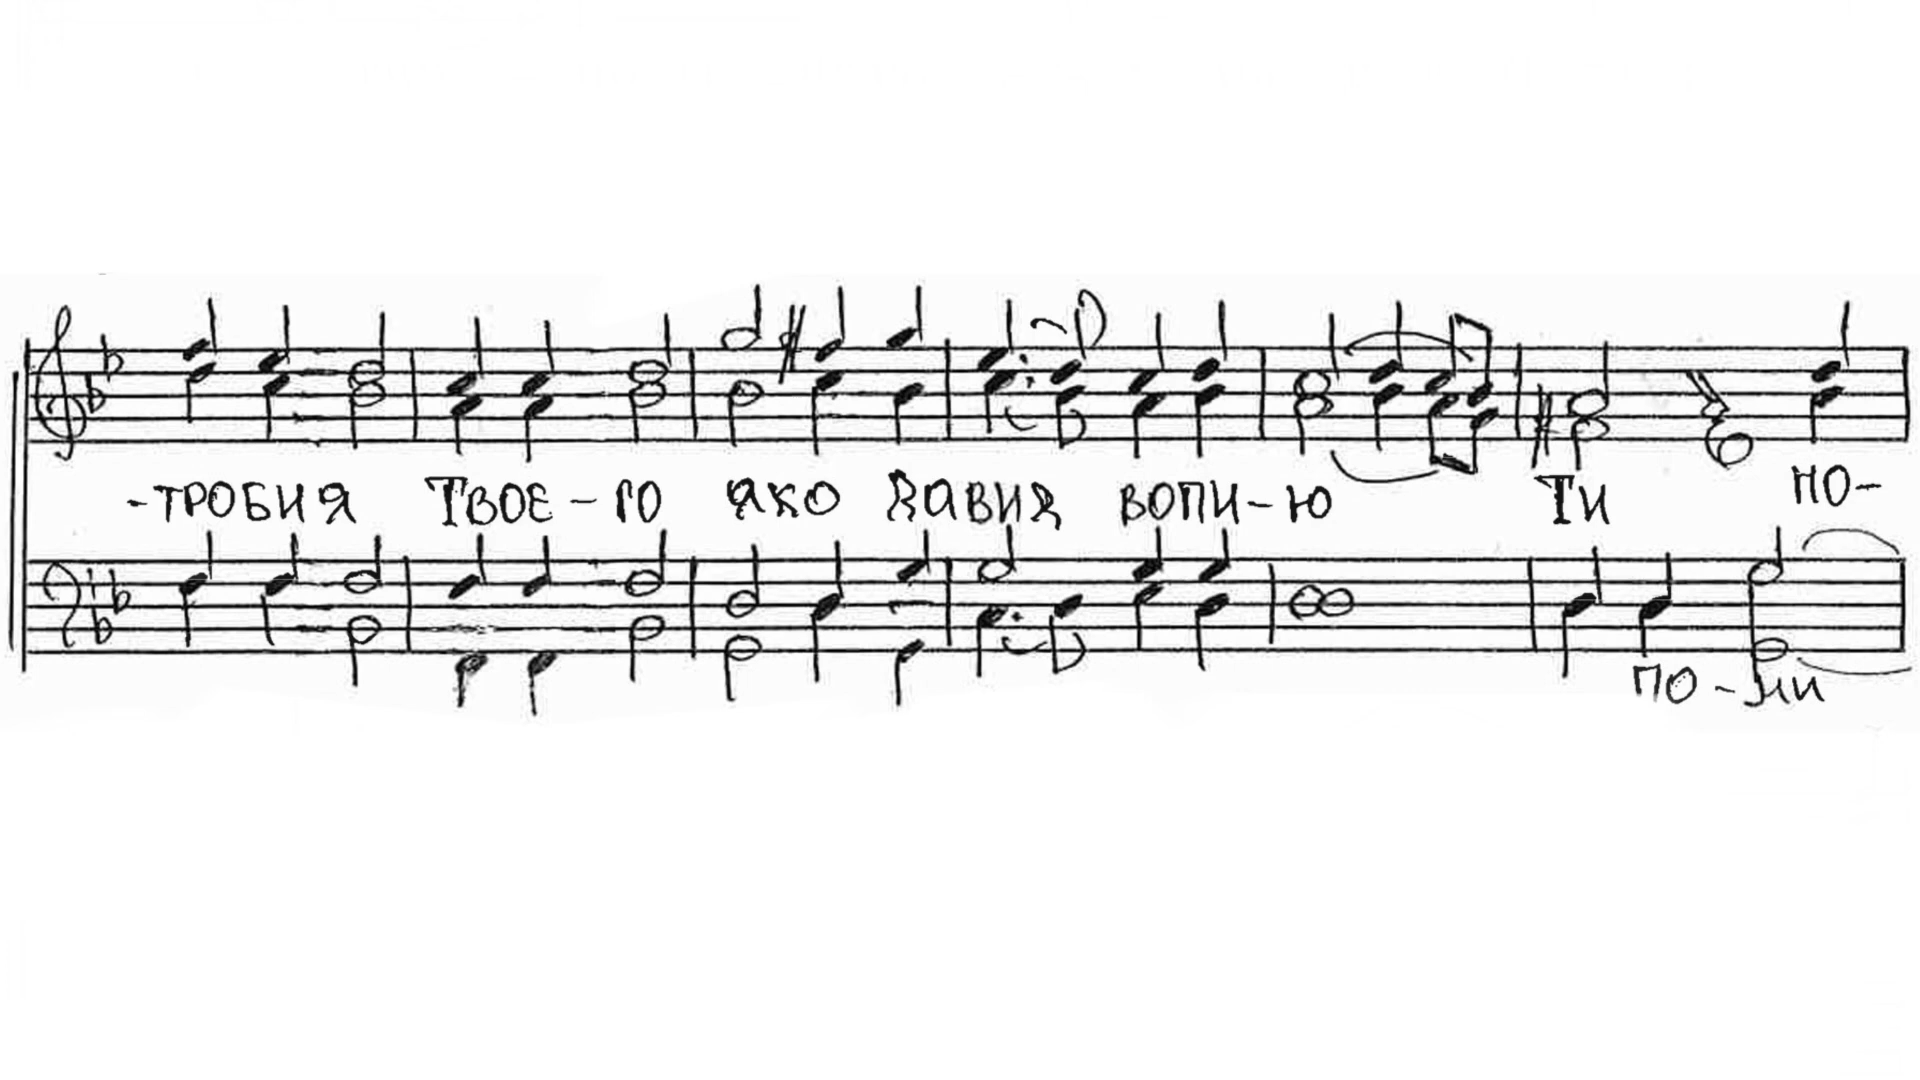 -ТРОБИЯ ТВОЕ-ГО ЯКО ДАВИД ВОПИ-Ю ТИ ПО-
ПО-МИ